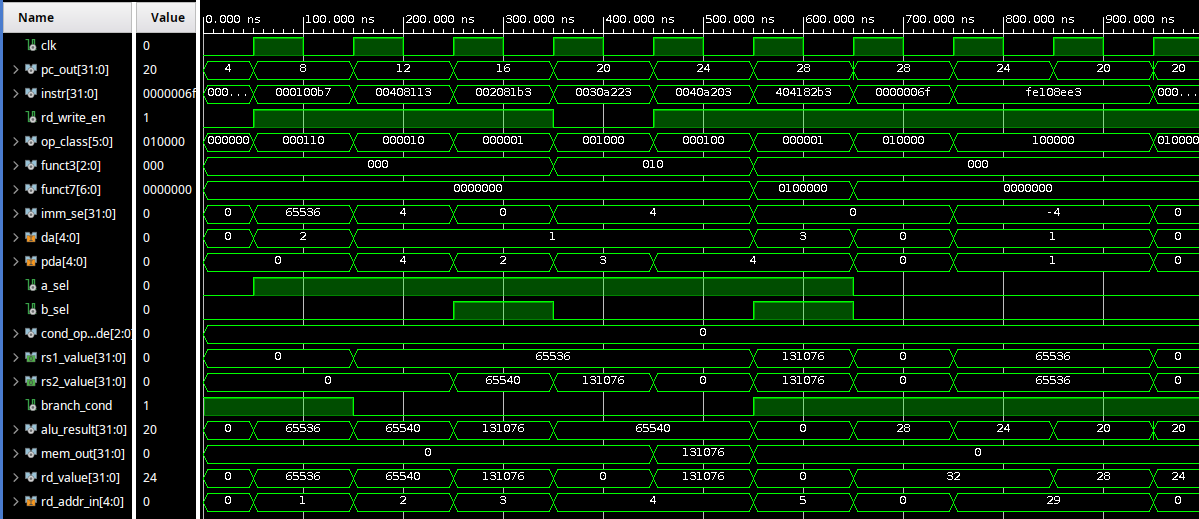 Name Value 0.000 ns 100.000 ns 200.000 ns 300.000 ns 400.000 ns 500.000 ns 600.000 ns 700.000 ns 800.000 ns 900.000 ns
clk 0
pc_out[31:0] 20 4 8 12 16 20 24 28 28 24 20 20
instr[31:0] 0000006f 000... 000100b7 00408113 002081b3 0030a223 0040a203 404182b3 0000006f fe108ee3 000...
rd_write_en 1
op_class[5:0] 010000 000000 000110 000010 000001 001000 000100 000001 010000 100000 010000
funct3[2:0] 000 000 010 000
funct7[6:0] 0000000 0000000 0100000 0000000
imm_se[31:0] 0 0 65536 4 0 4 0 -4 0
da[4:0] 0 0 2 1 3 0 1 0
pda[4:0] 0 0 4 2 3 4 0 1 0
a_sel 0
b_sel 0
cond_op...de[2:0] 0 0
rs1_value[31:0] 0 0 65536 131076 0 65536 0
rs2_value[31:0] 0 0 65540 131076 0 131076 0 65536 0
branch_cond 1
alu_result[31:0] 20 0 65536 65540 131076 65540 0 28 24 20 20
mem_out[31:0] 0 0 131076 0
rd_value[31:0] 24 0 65536 65540 131076 0 131076 0 32 28 24
rd_addr_in[4:0] 0 0 1 2 3 4 5 0 29 0